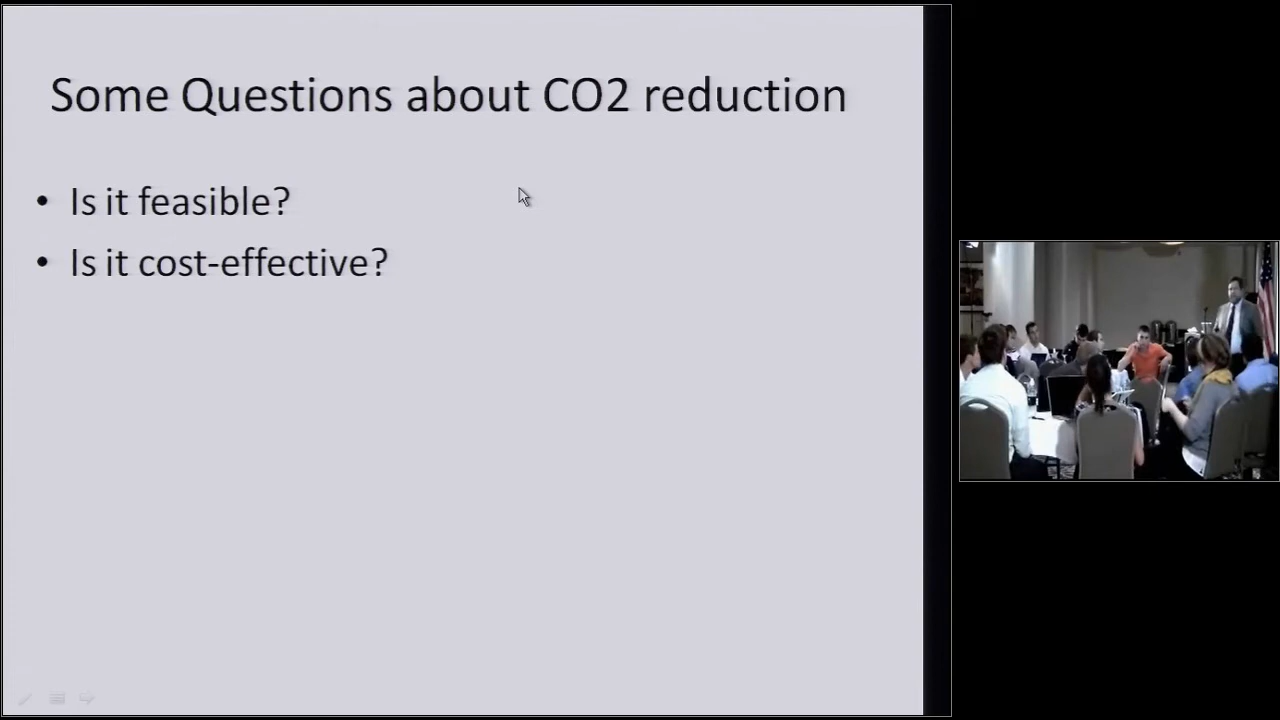 Some Questions about CO2 reduction
• Is it feasible?
• Is it cost-effective?